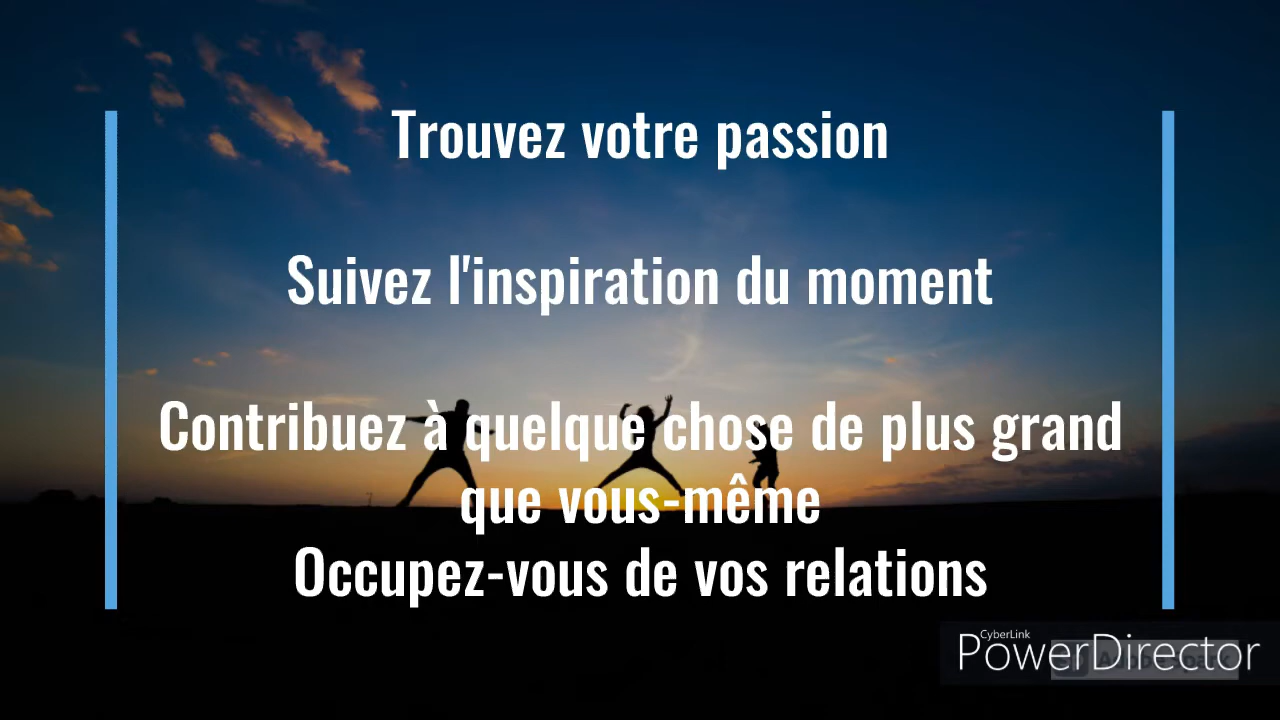 Trouvez votre passion
Suivez l'inspiration du moment
Contribuez à quelque chose de plus grand
que vous-même
Occupez-vous de vos relations
CyberLink
PowerDirector